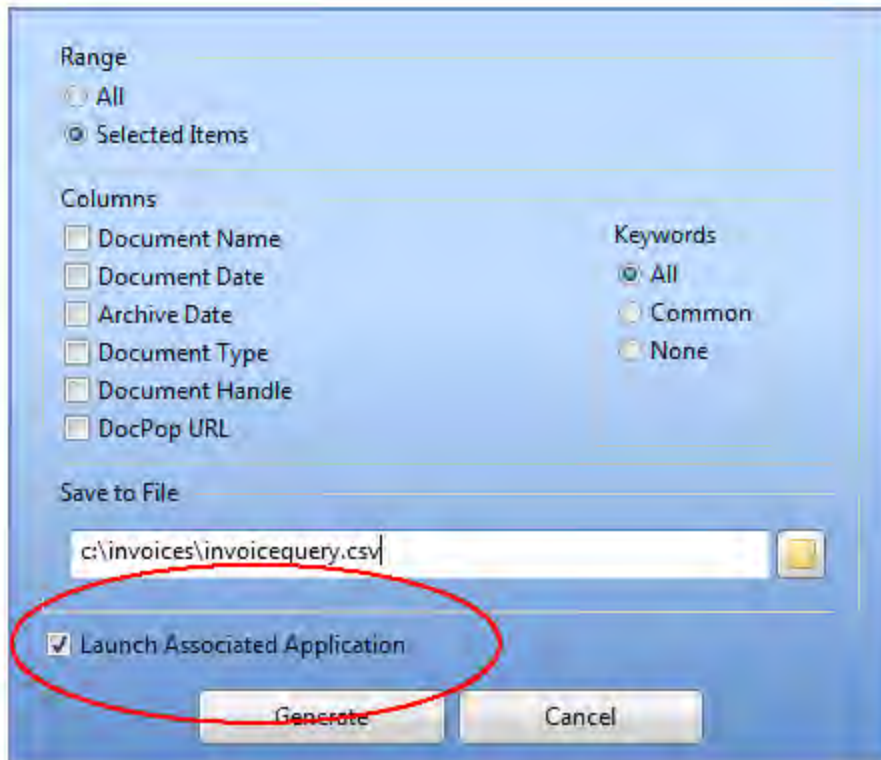 Range
All
Selected Items
Columns
Document Name
Document Date
Archive Date
Document Type
Document Handle
DocPop URL
Keywords
All
Common
None
Save to File
c:\invoices\invoicequery.csv
Launch Associated Application
Generate
Cancel